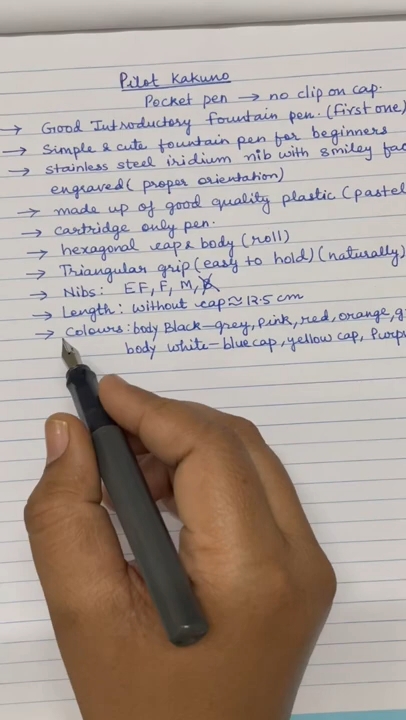 Pilot Kakuno
Pocket pen → no clip on cap.
→ Good Introductory fountain pen. (First one)
→ Simple & cute fountain pen for beginners
→ stainless steel iridium nib with smiley fac
engraved (proper orientation)
→ made up of good quality plastic (pastel
→ cartridge only pen.
→ hexagonal cap & body (roll)
→ Triangular grip (easy to hold) (naturally)
→ Nibs: EF, F, M, B
→ Length: without cap ≈ 12.5 cm
→ Colours: body Black - grey, Pink, red, orange, g
body white - blue cap, yellow cap, Purp